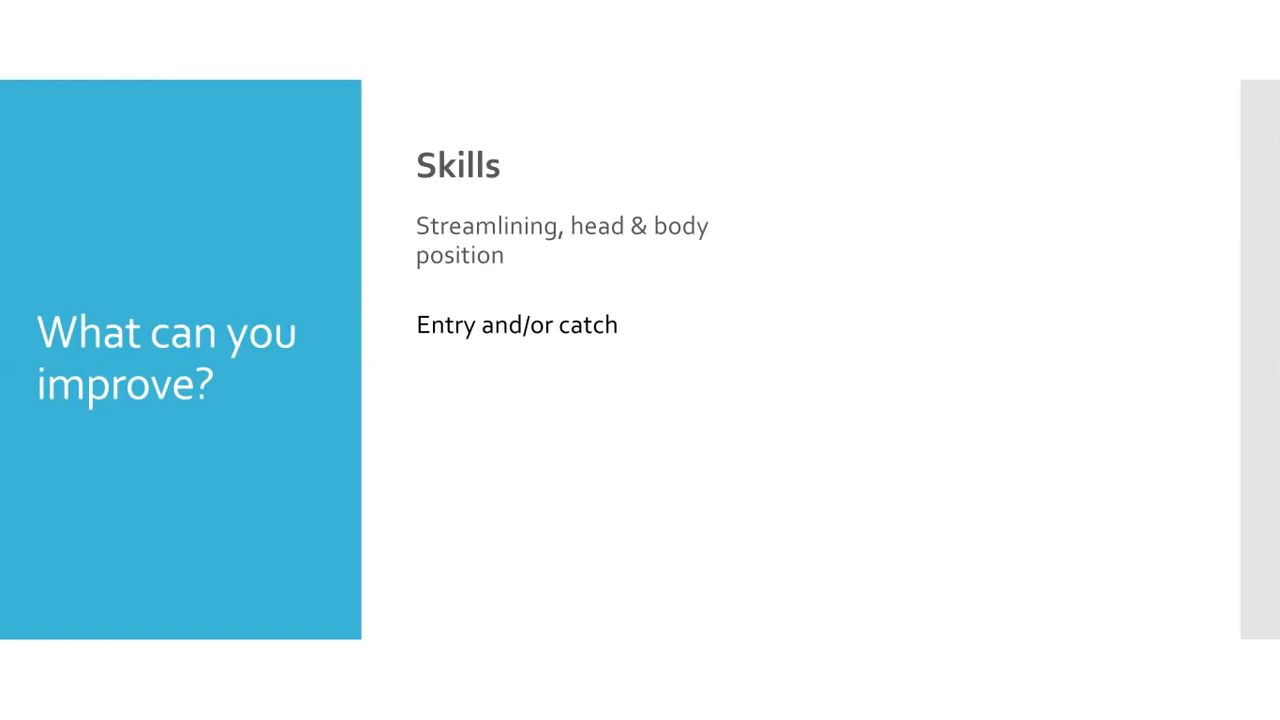 What can you
improve?
Skills
Streamlining, head & body
position
Entry and/or catch